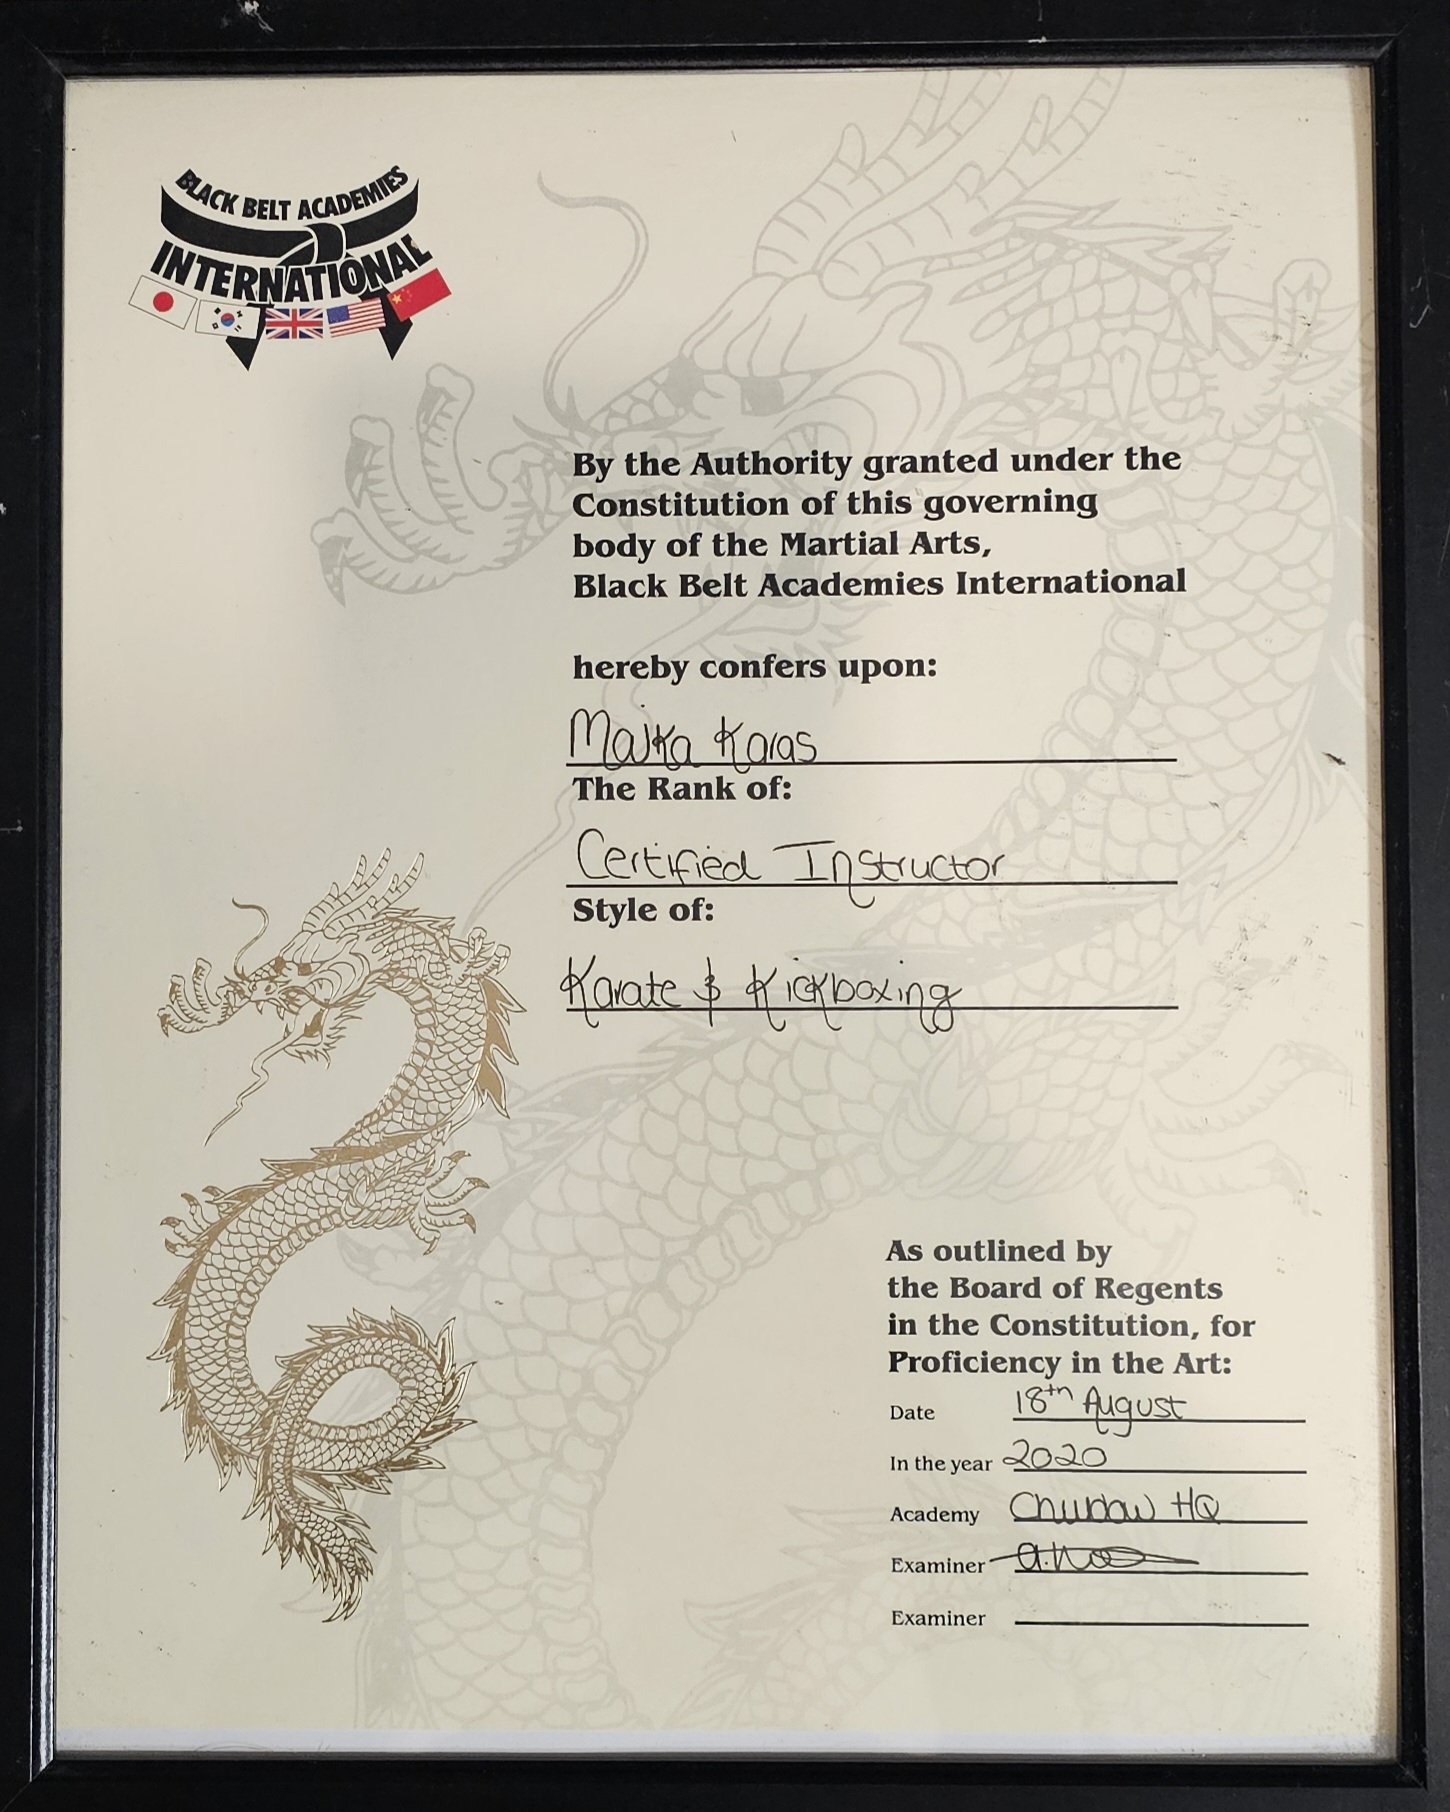 BLACK BELT ACADEMIES
INTERNATIONAL
By the Authority granted under the
Constitution of this governing
body of the Martial Arts,
Black Belt Academies International
hereby confers upon:
Majka Karas
The Rank of:
Certified Instructor
Style of:
Karate & Kickboxing
As outlined by
the Board of Regents
in the Constitution, for
Proficiency in the Art:
Date 18th August
In the year 2020
Academy HQ
Examiner
Examiner